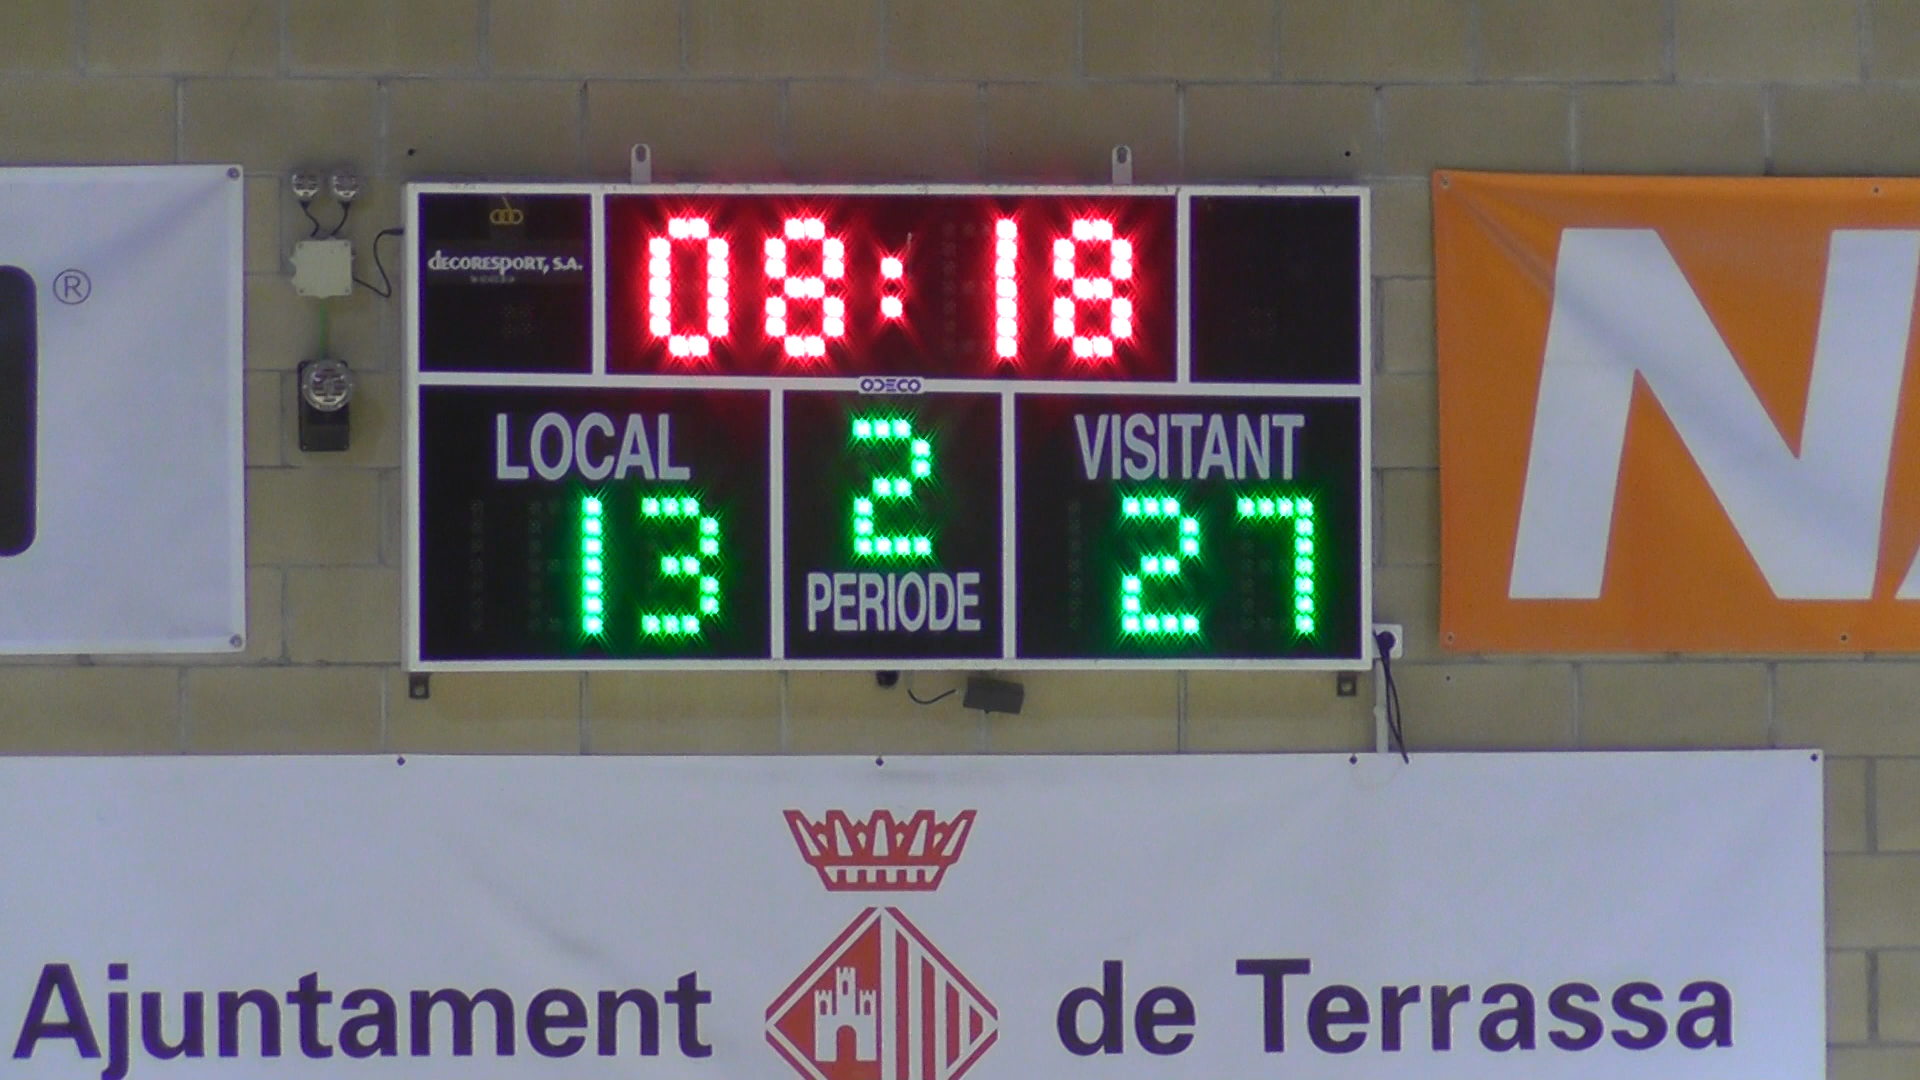 ®
DECORESPORT, S.A.
08:18
ODECO
LOCAL
VISITANT
2
13
27
PERIODE
N
Ajuntament de Terrassa